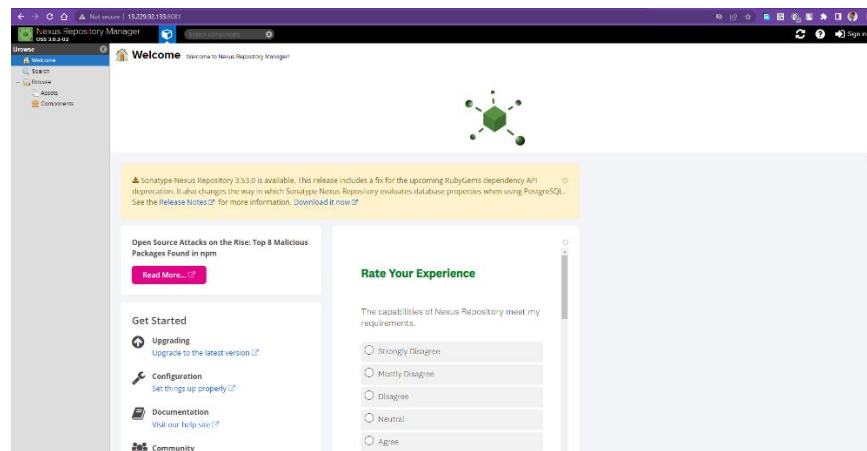 Not secure | 13.229.92.133:8081
Nexus Repository Manager
OSS 3.0.2-02
Search components
Sign in
Browse
Welcome
Search
Browse
Assets
Components
Welcome Welcome to Nexus Repository Manager!
Sonatype Nexus Repository 3.53.0 is available. This release includes a fix for the upcoming RubyGems dependency API
deprecation. It also changes the way in which Sonatype Nexus Repository evaluates database properties when using PostgreSQL.
See the Release Notes for more information. Download it now
Open Source Attacks on the Rise: Top 8 Malicious
Packages Found in npm
Read More...
Get Started
Upgrading
Upgrade to the latest version
Configuration
Set things up properly
Documentation
Visit our help site
Community
Rate Your Experience
The capabilities of Nexus Repository meet my
requirements.
Strongly Disagree
Mostly Disagree
Disagree
Neutral
Agree